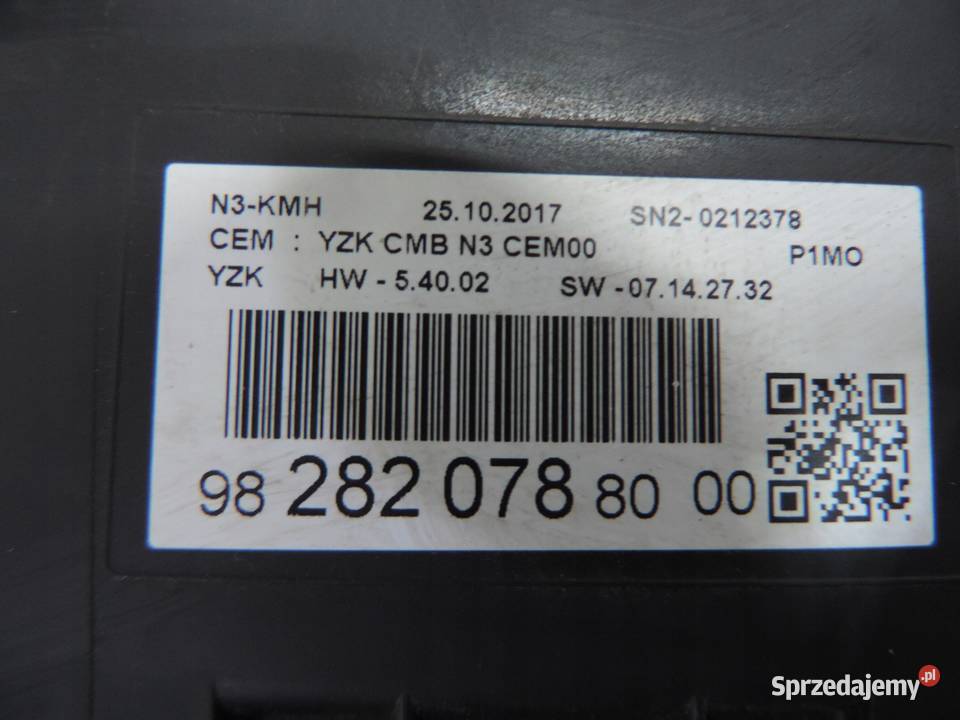 N3-KMH 25.10.2017 SN2- 0212378
CEM : YZK CMB N3 CEM00 P1MO
YZK HW - 5.40.02 SW -07.14.27.32
98 282 078 80 00
Sprzedajemy.pl